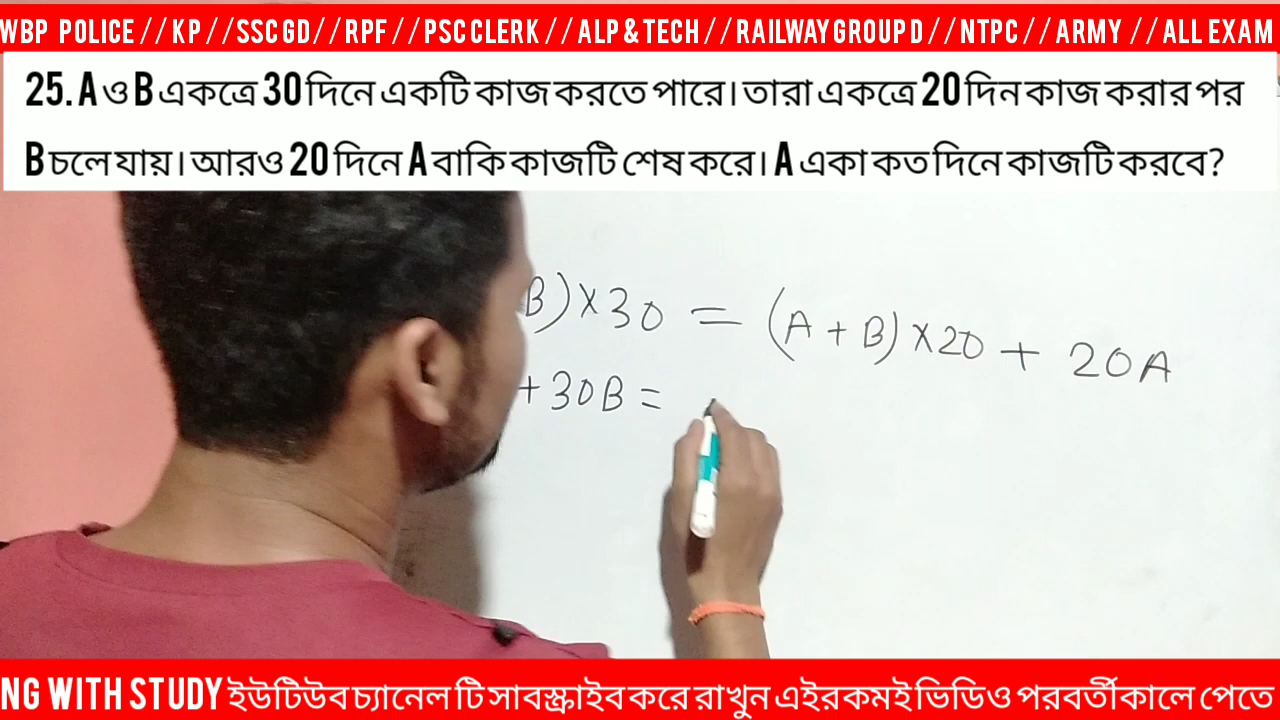 WBP POLICE // KP // SSC GD // RPF // PSC CLERK // ALP & TECH // RAILWAY GROUP D // NTPC // ARMY // ALL EXAM
25. A ও B একত্রে 30 দিনে একটি কাজ করতে পারে। তারা একত্রে 20 দিন কাজ করার পর
B চলে যায়। আরও 20 দিনে A বাকি কাজটি শেষ করে। A একা কত দিনে কাজটি করবে?
B) × 30 = (A + B) × 20 + 20A
+ 30B =
NG WITH STUDY ইউটিউব চ্যানেল টি সাবস্ক্রাইব করে রাখুন এইরকমই ভিডিও পরবর্তীকালে পেতে